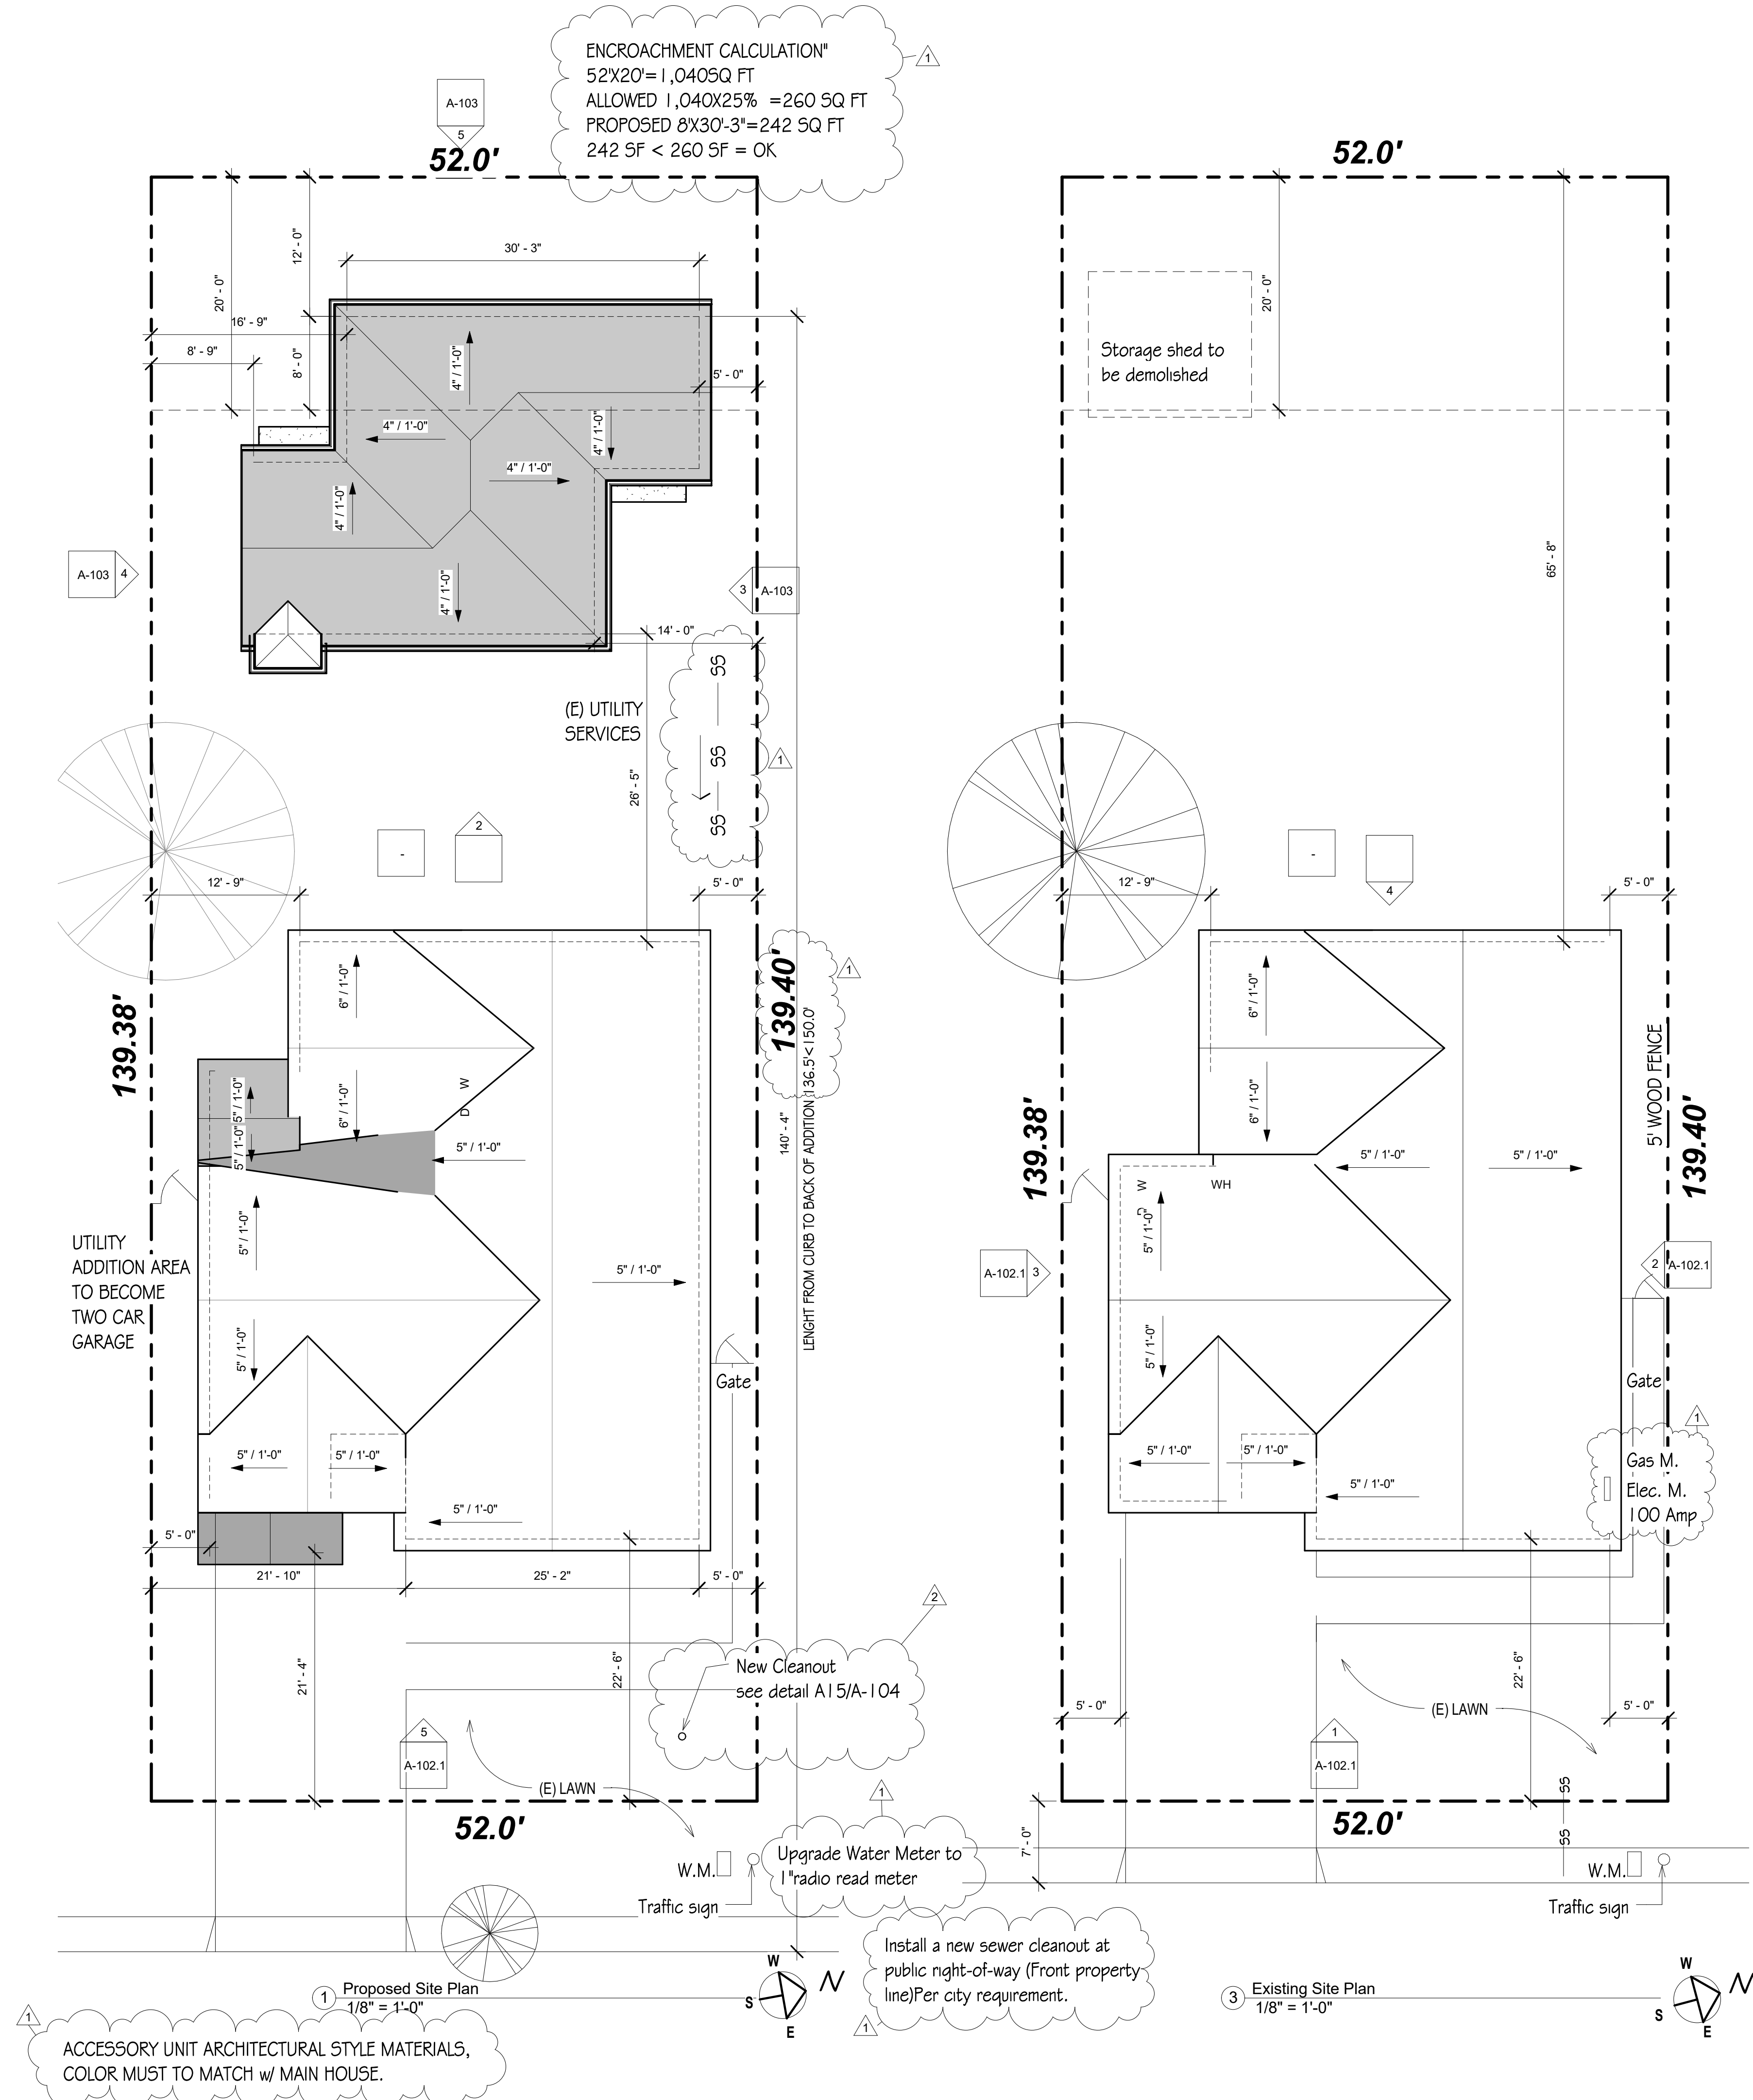 ENCROACHMENT CALCULATION"
52'X20'=1,040SQ FT
ALLOWED 1,040X25% =260 SQ FT
PROPOSED 8'X30'-3"=242 SQ FT
242 SF < 260 SF = OK
1
A-103
5
52.0'
30' - 3"
12' - 0"
20' - 0"
16' - 9"
8' - 9"
8' - 0"
5' - 0"
4" / 1'-0"
4" / 1'-0"
4" / 1'-0"
4" / 1'-0"
4" / 1'-0"
4" / 1'-0"
A-103
4
3
A-103
14' - 0"
(E) UTILITY
SERVICES
SS
SS
SS
1
26' - 5"
-
2
12' - 9"
5' - 0"
139.38'
139.40'
1
6" / 1'-0"
6" / 1'-0"
W
D
5" / 1'-0"
5" / 1'-0"
5" / 1'-0"
140' - 4"
LENGHT FROM CURB TO BACK OF ADDITION 136.5'<150.0'
UTILITY
ADDITION AREA
TO BECOME
TWO CAR
GARAGE
5" / 1'-0"
5" / 1'-0"
5" / 1'-0"
Gate
5" / 1'-0"
5" / 1'-0"
5" / 1'-0"
5' - 0"
21' - 10"
25' - 2"
5' - 0"
21' - 4"
22' - 6"
2
New Cleanout
see detail A15/A-104
5
A-102.1
(E) LAWN
52.0'
1
Upgrade Water Meter to
1"radio read meter
W.M.
Traffic sign
Install a new sewer cleanout at
public right-of-way (Front property
line)Per city requirement.
1
1
Proposed Site Plan
1/8" = 1'-0"
W
S
E
N
1
ACCESSORY UNIT ARCHITECTURAL STYLE MATERIALS,
COLOR MUST TO MATCH w/ MAIN HOUSE.
52.0'
20' - 0"
Storage shed to
be demolished
65' - 8"
-
4
12' - 9"
5' - 0"
6" / 1'-0"
6" / 1'-0"
5' WOOD FENCE
139.38'
139.40'
5" / 1'-0"
5" / 1'-0"
WH
W
D
5" / 1'-0"
A-102.1
3
2
A-102.1
5" / 1'-0"
Gate
1
Gas M.
Elec. M.
100 Amp
5" / 1'-0"
5" / 1'-0"
5" / 1'-0"
22' - 6"
5' - 0"
5' - 0"
(E) LAWN
1
A-102.1
SS
SS
52.0'
7' - 0"
W.M.
Traffic sign
3
Existing Site Plan
1/8" = 1'-0"
W
S
E
N